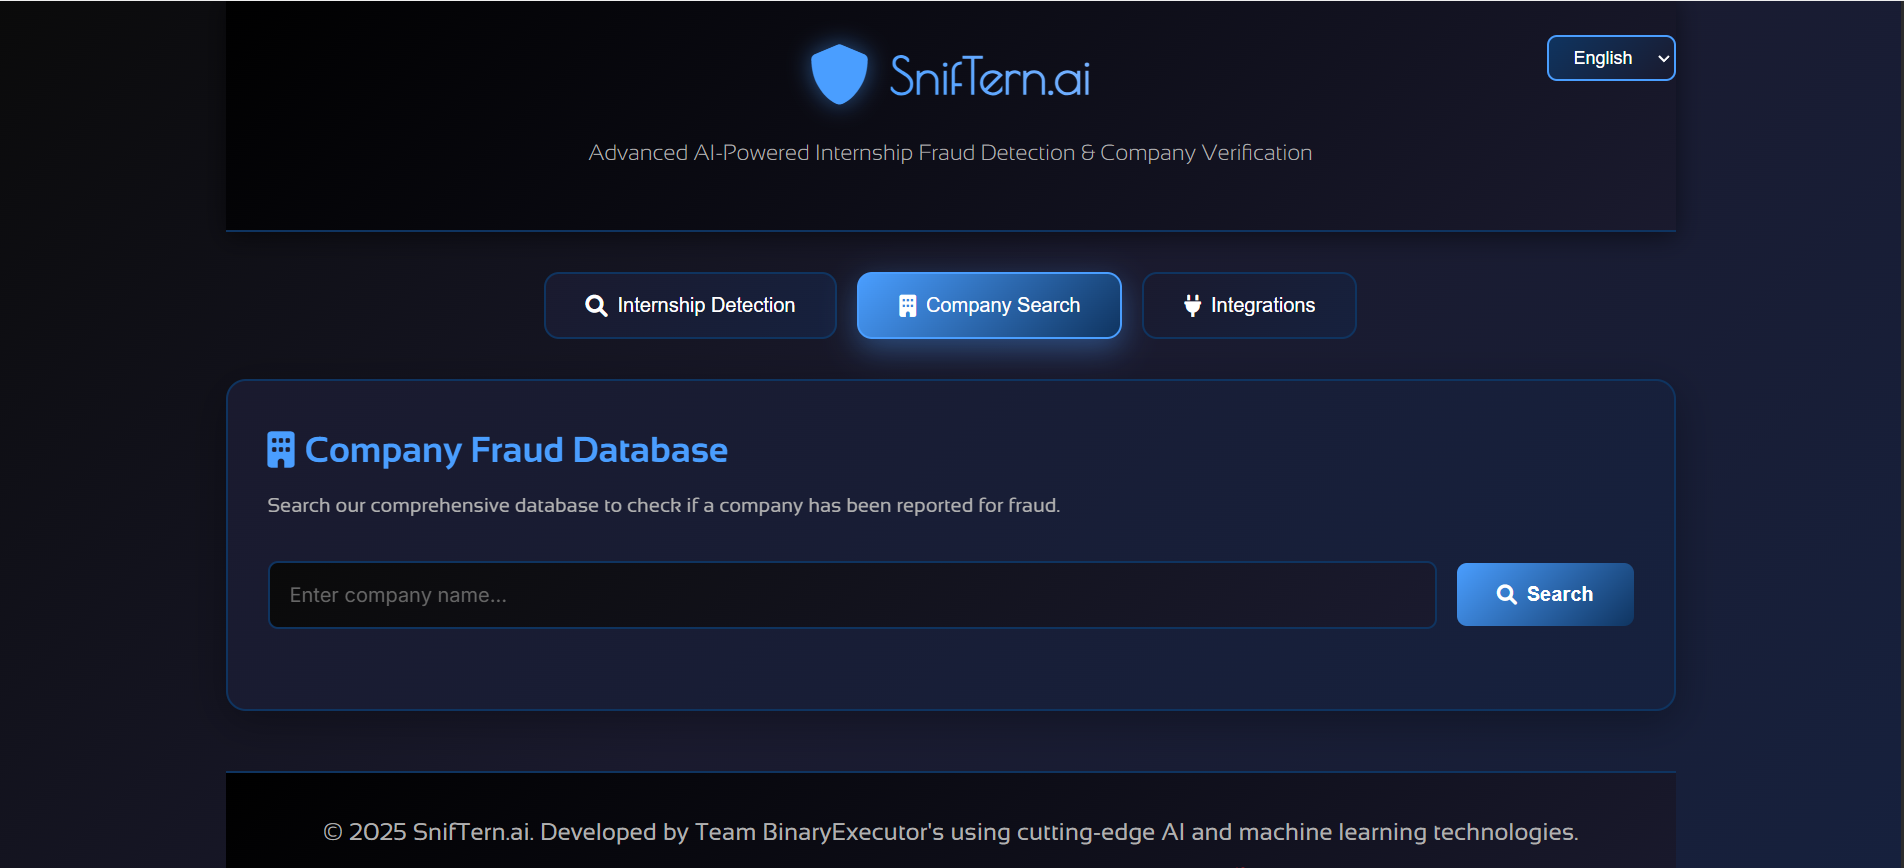 SnifTern.ai
English
Advanced AI-Powered Internship Fraud Detection & Company Verification
Internship Detection
Company Search
Integrations
Company Fraud Database
Search our comprehensive database to check if a company has been reported for fraud.
Enter company name...
Search
© 2025 SnifTern.ai. Developed by Team BinaryExecutor's using cutting-edge AI and machine learning technologies.